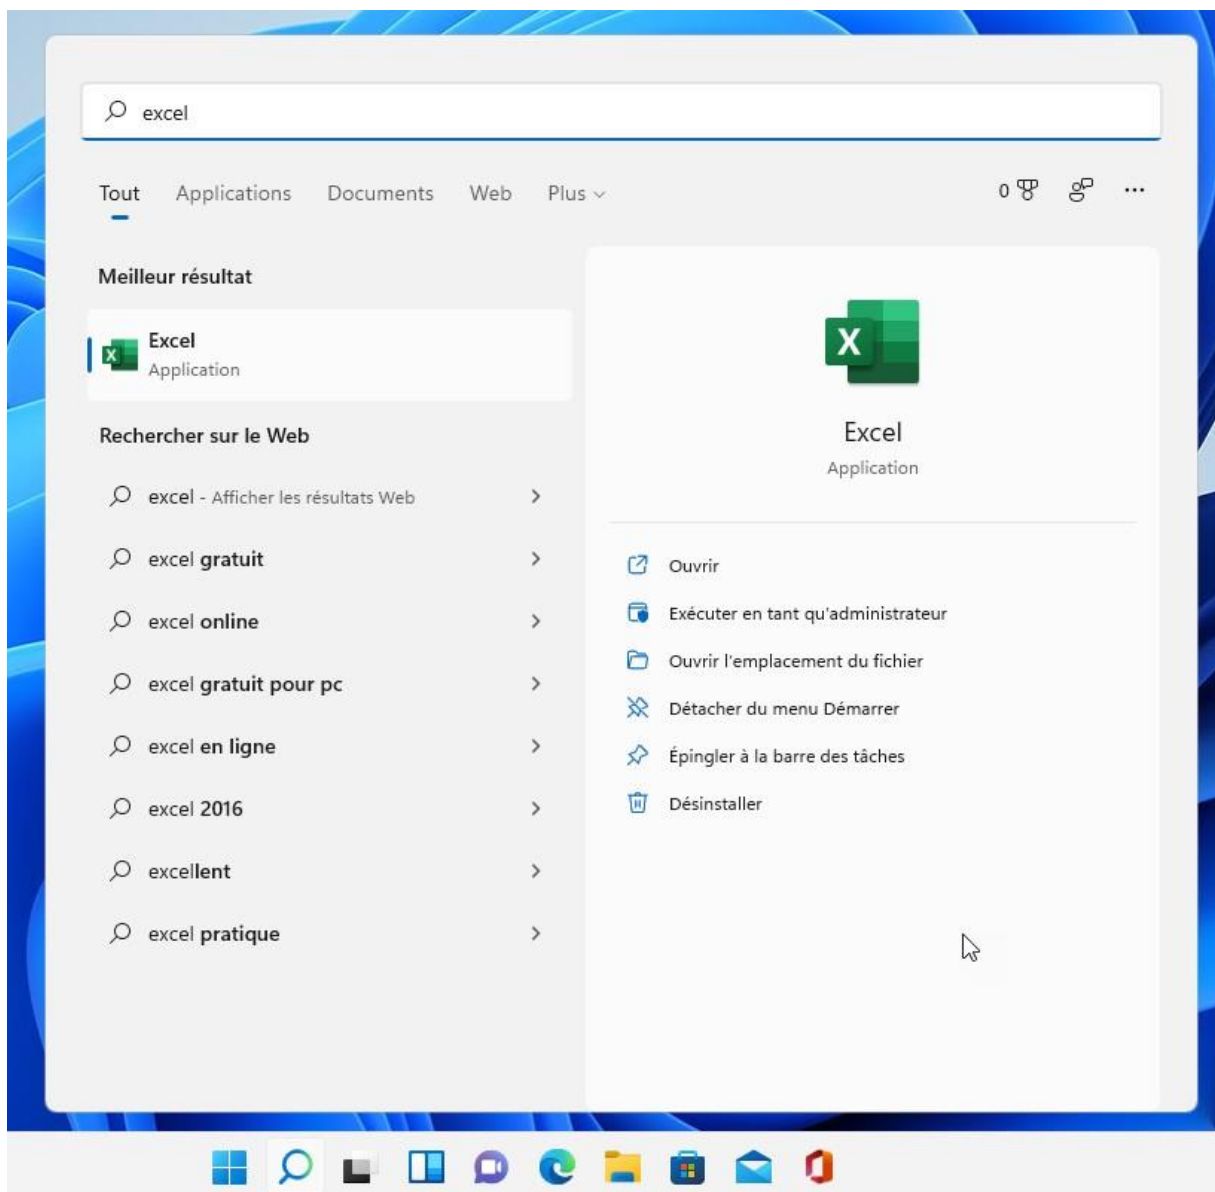 excel
Tout Applications Documents Web Plus 0 ...
Meilleur résultat
X Excel
Application
Rechercher sur le Web
excel - Afficher les résultats Web
excel gratuit
excel online
excel gratuit pour pc
excel en ligne
excel 2016
excellent
excel pratique
X
Excel
Application
Ouvrir
Exécuter en tant qu'administrateur
Ouvrir l'emplacement du fichier
Détacher du menu Démarrer
Épingler à la barre des tâches
Désinstaller